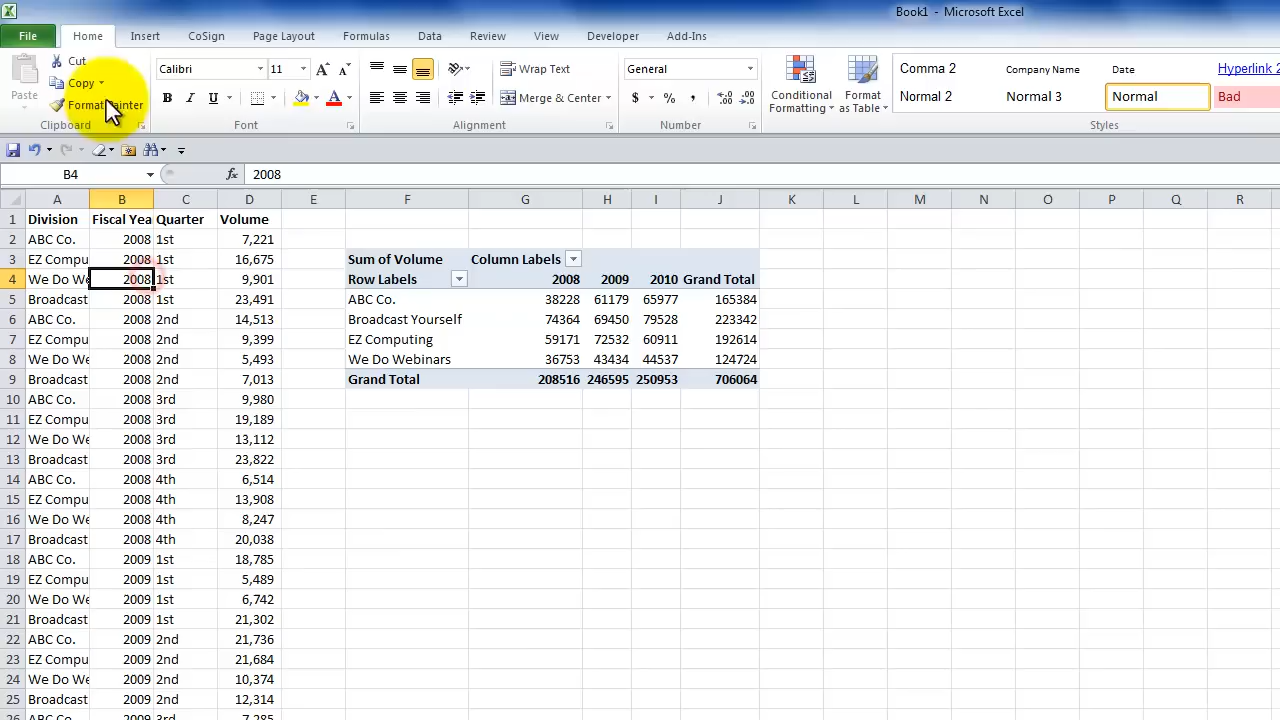 Book1 - Microsoft Excel
File Home Insert CoSign Page Layout Formulas Data Review View Developer Add-Ins
Paste Cut Calibri 11 Wrap Text General Conditional Formatting Format as Table Comma 2 Company Name Date Hyperlink 2
Copy Merge & Center Normal 2 Normal 3 Normal Bad
Format Painter
Clipboard Font Alignment Number Styles
B4 fx 2008
A B C D E F G H I J K L M N O P Q R
1 Division Fiscal Yea Quarter Volume
2 ABC Co. 2008 1st 7,221
3 EZ Compu 2008 1st 16,675 Sum of Volume Column Labels
4 We Do We 2008 1st 9,901 Row Labels 2008 2009 2010 Grand Total
5 Broadcast 2008 1st 23,491 ABC Co. 38228 61179 65977 165384
6 ABC Co. 2008 2nd 14,513 Broadcast Yourself 74364 69450 79528 223342
7 EZ Compu 2008 2nd 9,399 EZ Computing 59171 72532 60911 192614
8 We Do We 2008 2nd 5,493 We Do Webinars 36753 43434 44537 124724
9 Broadcast 2008 2nd 7,013 Grand Total 208516 246595 250953 706064
10 ABC Co. 2008 3rd 9,980
11 EZ Compu 2008 3rd 19,189
12 We Do We 2008 3rd 13,112
13 Broadcast 2008 3rd 23,822
14 ABC Co. 2008 4th 6,514
15 EZ Compu 2008 4th 13,908
16 We Do We 2008 4th 8,247
17 Broadcast 2008 4th 20,038
18 ABC Co. 2009 1st 18,785
19 EZ Compu 2009 1st 5,489
20 We Do We 2009 1st 6,742
21 Broadcast 2009 1st 21,302
22 ABC Co. 2009 2nd 21,736
23 EZ Compu 2009 2nd 21,684
24 We Do We 2009 2nd 10,374
25 Broadcast 2009 2nd 12,314
26 ABC Co. 2009 3rd 7,285